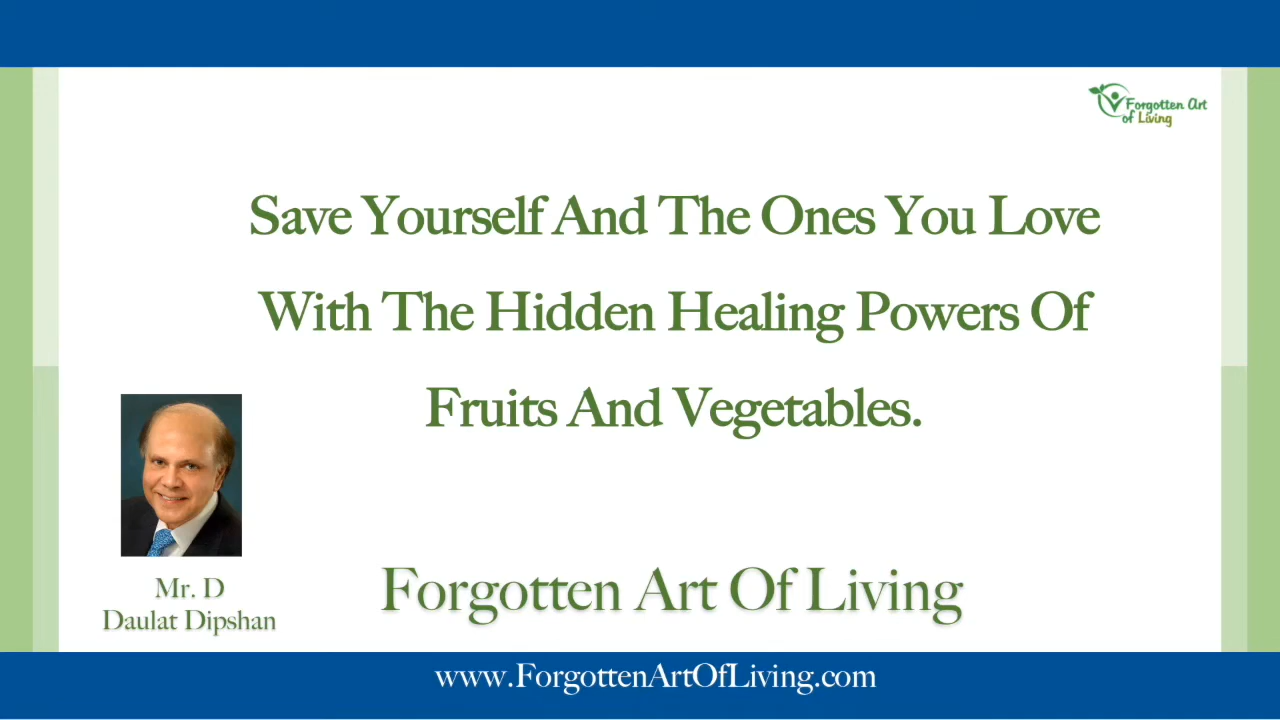 Forgotten Art
of Living
Save Yourself And The Ones You Love
With The Hidden Healing Powers Of
Fruits And Vegetables.
Mr. D
Daulat Dipshan
Forgotten Art Of Living
www.ForgottenArtOfLiving.com